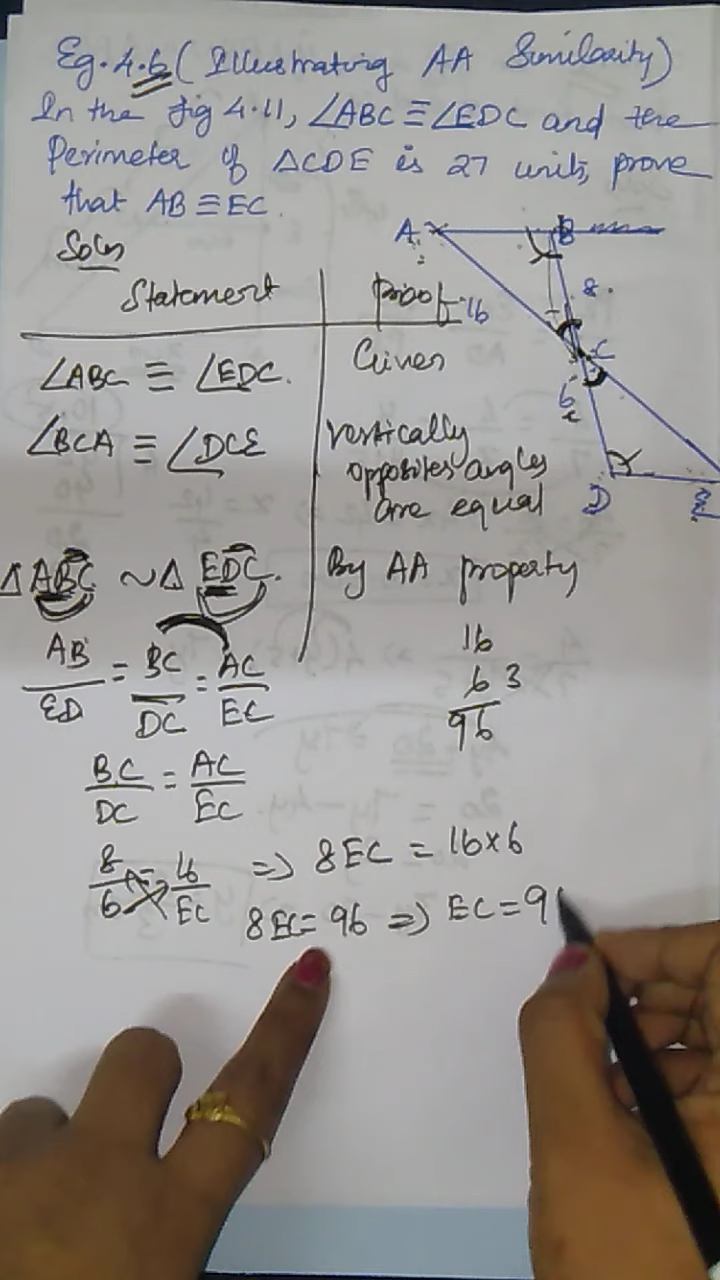 Eg. 4.6 ( Illustrating AA Similarity)
In the fig 4.11, ∠ABC ≡ ∠EDC and the
Perimeter of ΔCDE is 27 units, prove
that AB ≡ EC.
Soln
Statement
Proof
∠ABC ≡ ∠EDC.
Given
∠BCA ≡ ∠DCE
Vertically
opposites angles
are equal
Δ ABC ~ Δ EDC.
By AA property
AB/ED = BC/DC = AC/EC
16
6 3
96
BC/DC = AC/EC
8/6 = 16/EC => 8EC = 16×6
8EC = 96 => EC = 9
A
B
16
8.
C
6
D